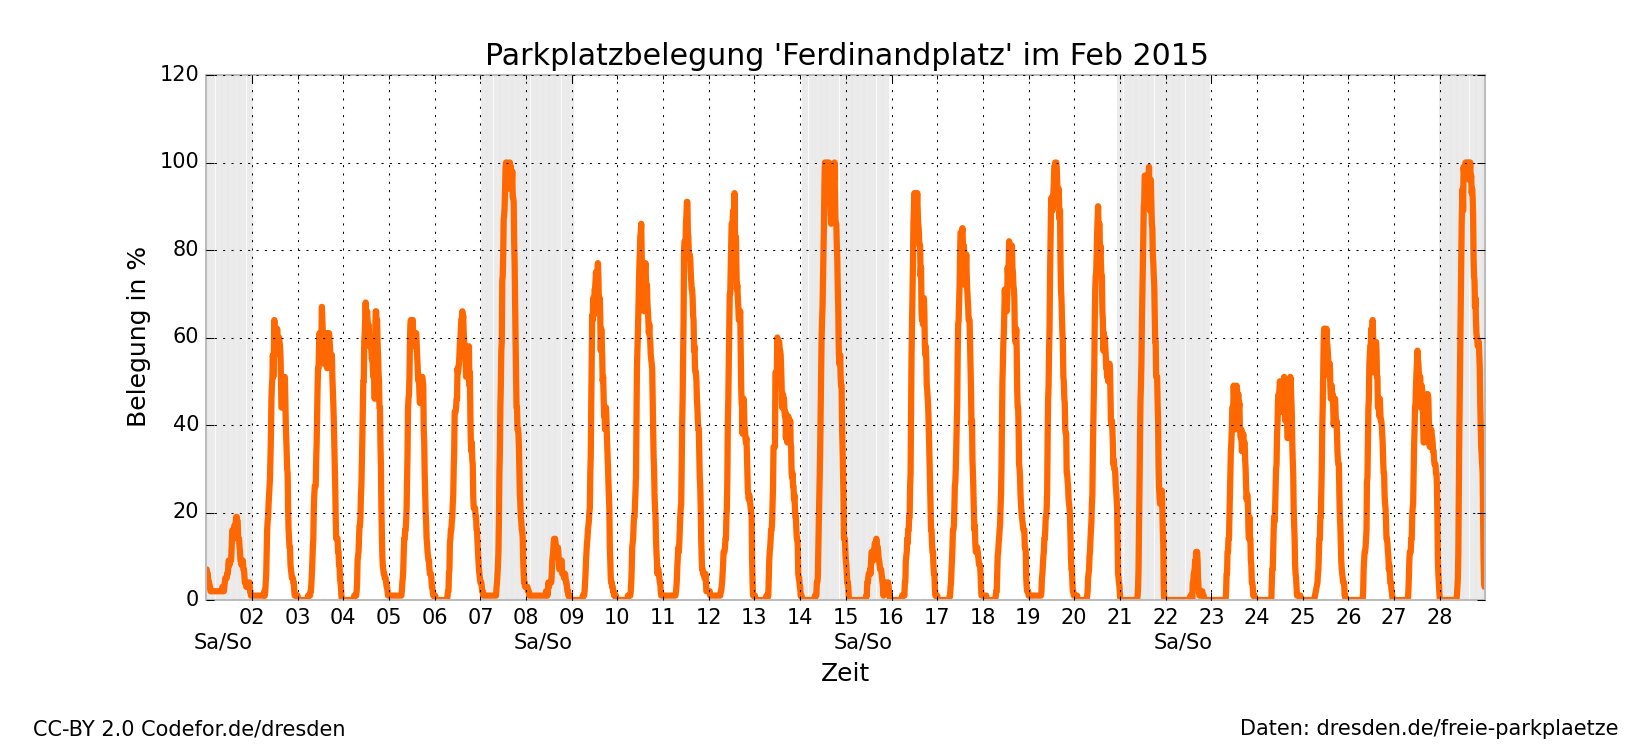 Parkplatzbelegung 'Ferdinandplatz' im Feb 2015
120
100
80
60
40
20
0
Belegung in %
02 03 04 05 06 07 08 09 10 11 12 13 14 15 16 17 18 19 20 21 22 23 24 25 26 27 28
Sa/So Sa/So Sa/So Sa/So
Zeit
CC-BY 2.0 Codefor.de/dresden
Daten: dresden.de/freie-parkplaetze